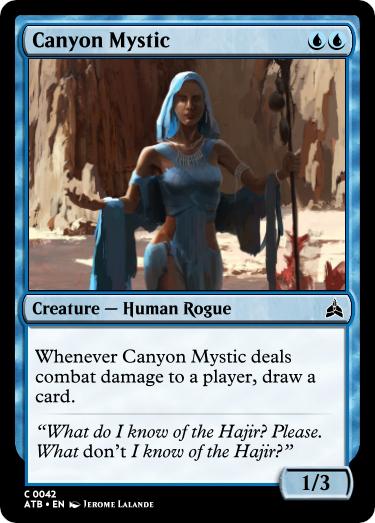 Canyon Mystic
Creature — Human Rogue
Whenever Canyon Mystic deals
combat damage to a player, draw a
card.
“What do I know of the Hajir? Please.
What don't I know of the Hajir?”
1/3
C 0042
ATB • EN Jerome Lalande